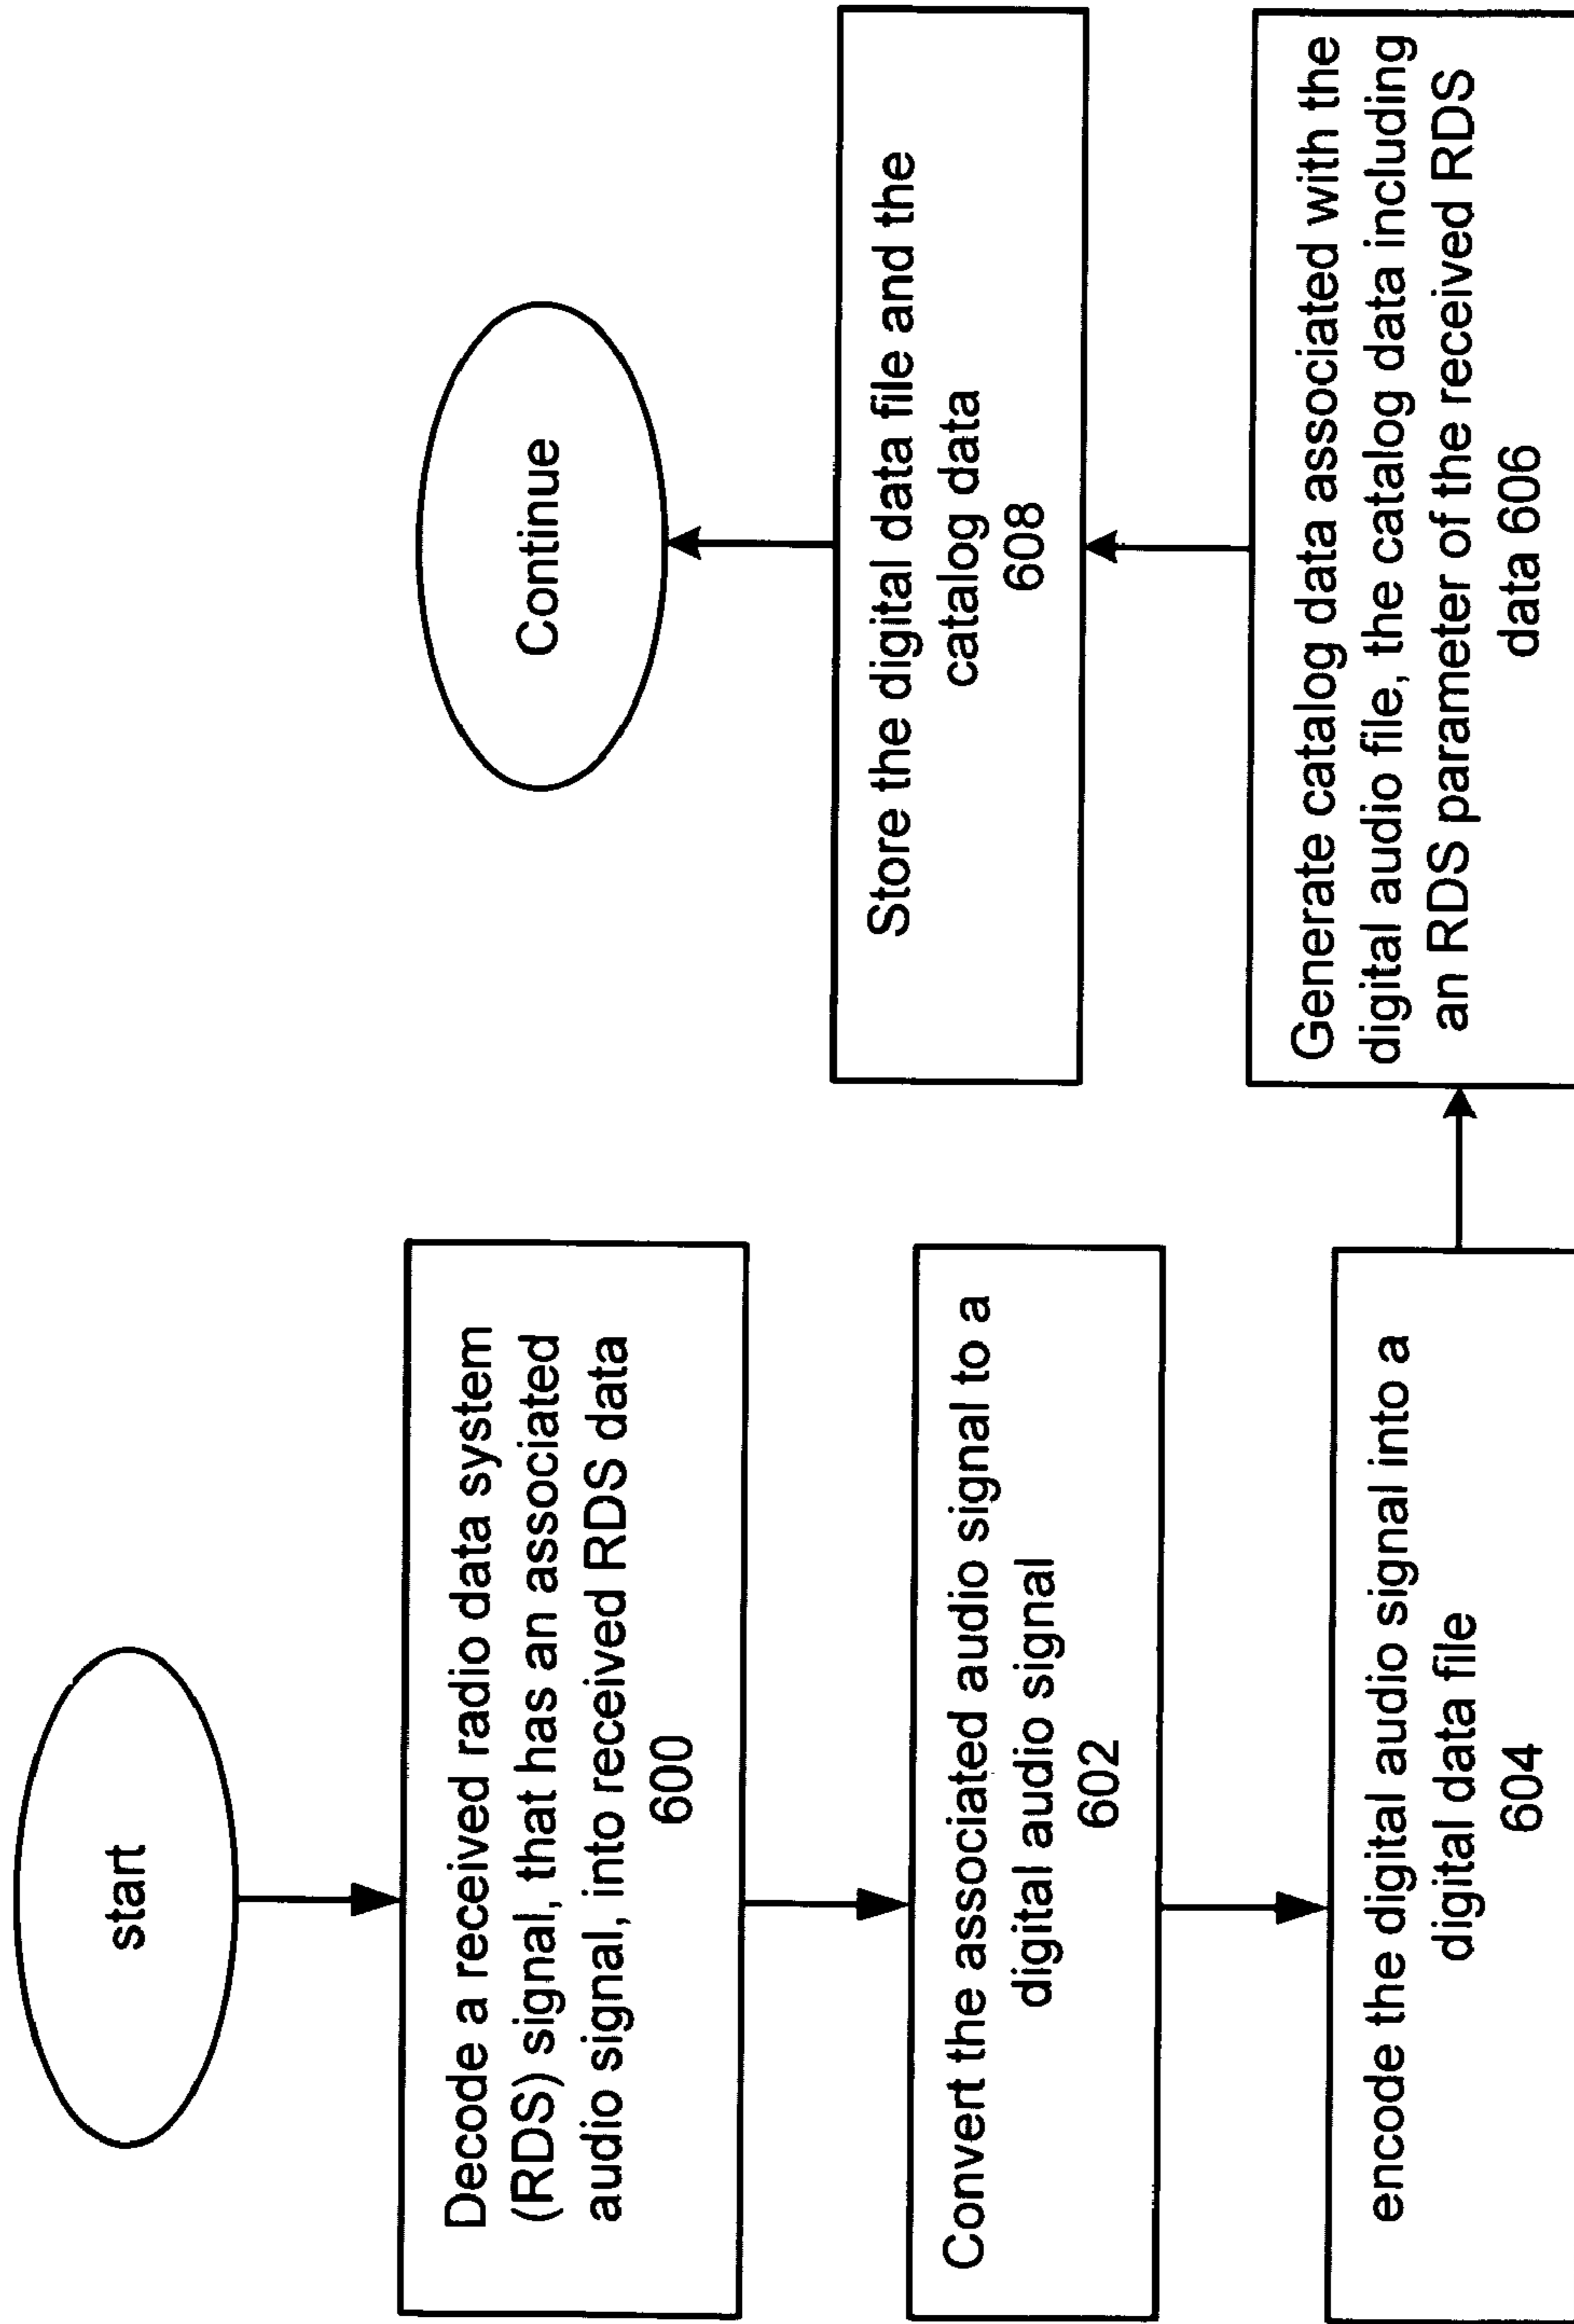 start
Decode a received radio data system
(RDS) signal, that has an associated
audio signal, into received RDS data
600
Convert the associated audio signal to a
digital audio signal
602
encode the digital audio signal into a
digital data file
604
Generate catalog data associated with the
digital audio file, the catalog data including
an RDS parameter of the received RDS
data 606
Store the digital data file and the
catalog data
608
Continue